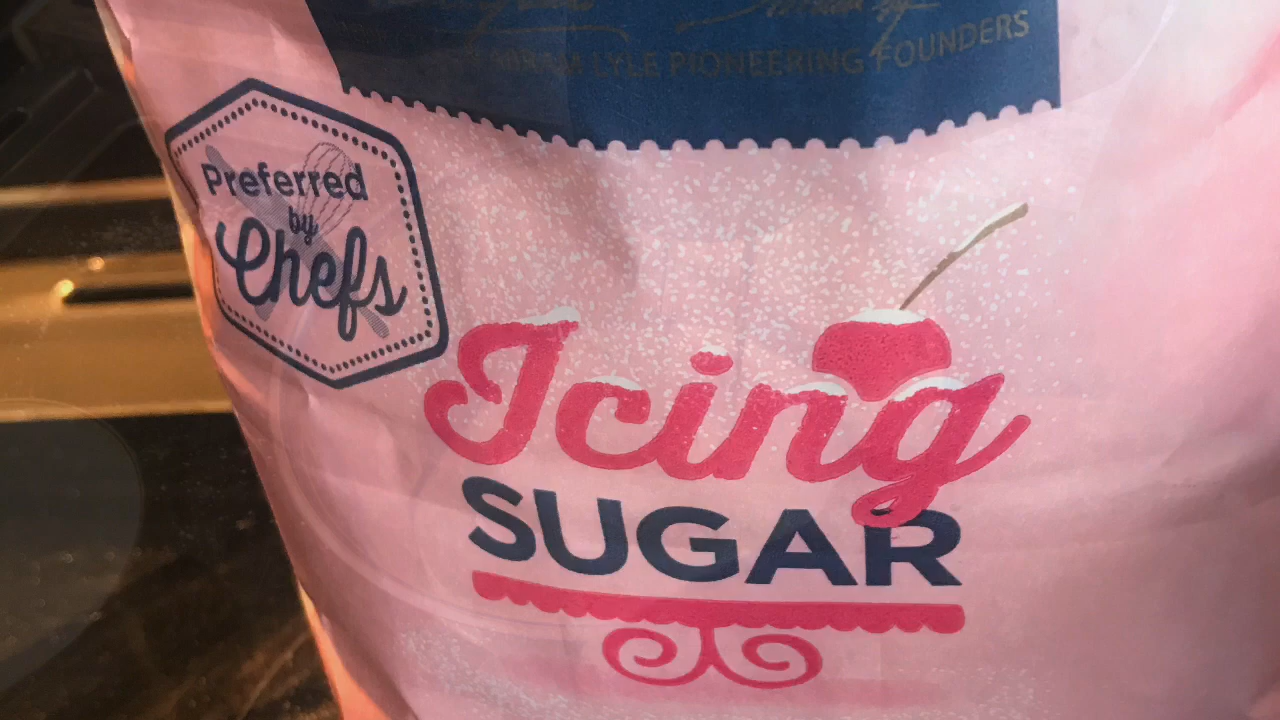 LYLE PIONEERING FOUNDERS
Preferred
by
Chefs
Icing
SUGAR